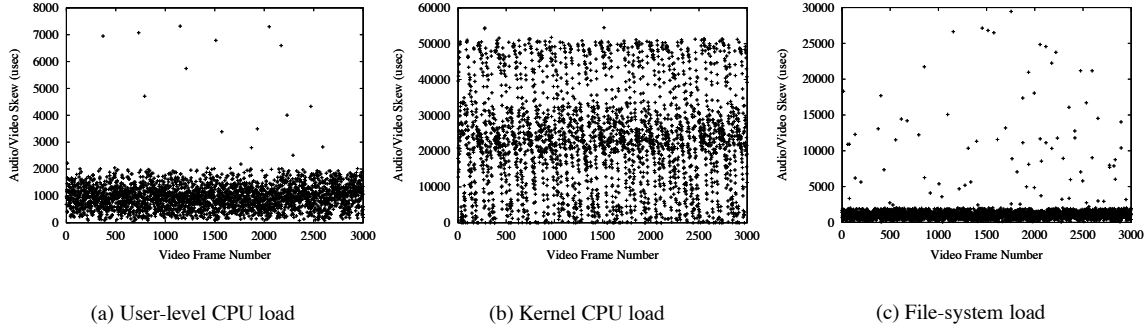 8000
7000
6000
5000
4000
3000
2000
1000
0
Audio/Video Skew (usec)
0 500 1000 1500 2000 2500 3000
Video Frame Number
(a) User-level CPU load
60000
50000
40000
30000
20000
10000
0
Audio/Video Skew (usec)
0 500 1000 1500 2000 2500 3000
Video Frame Number
(b) Kernel CPU load
30000
25000
20000
15000
10000
5000
0
Audio/Video Skew (usec)
0 500 1000 1500 2000 2500 3000
Video Frame Number
(c) File-system load